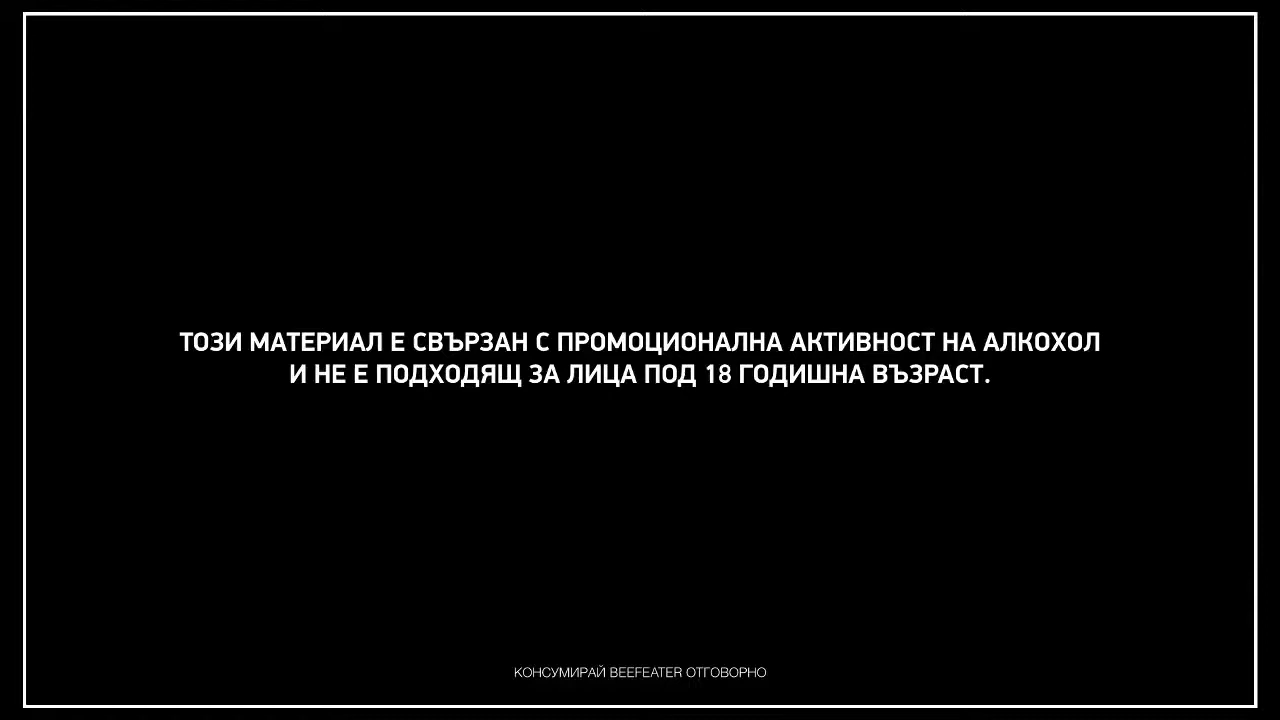 ТОЗИ МАТЕРИАЛ Е СВЪРЗАН С ПРОМОЦИОНАЛНА АКТИВНОСТ НА АЛКОХОЛ
И НЕ Е ПОДХОДЯЩ ЗА ЛИЦА ПОД 18 ГОДИШНА ВЪЗРАСТ.
КОНСУМИРАЙ BEEFEATER ОТГОВОРНО